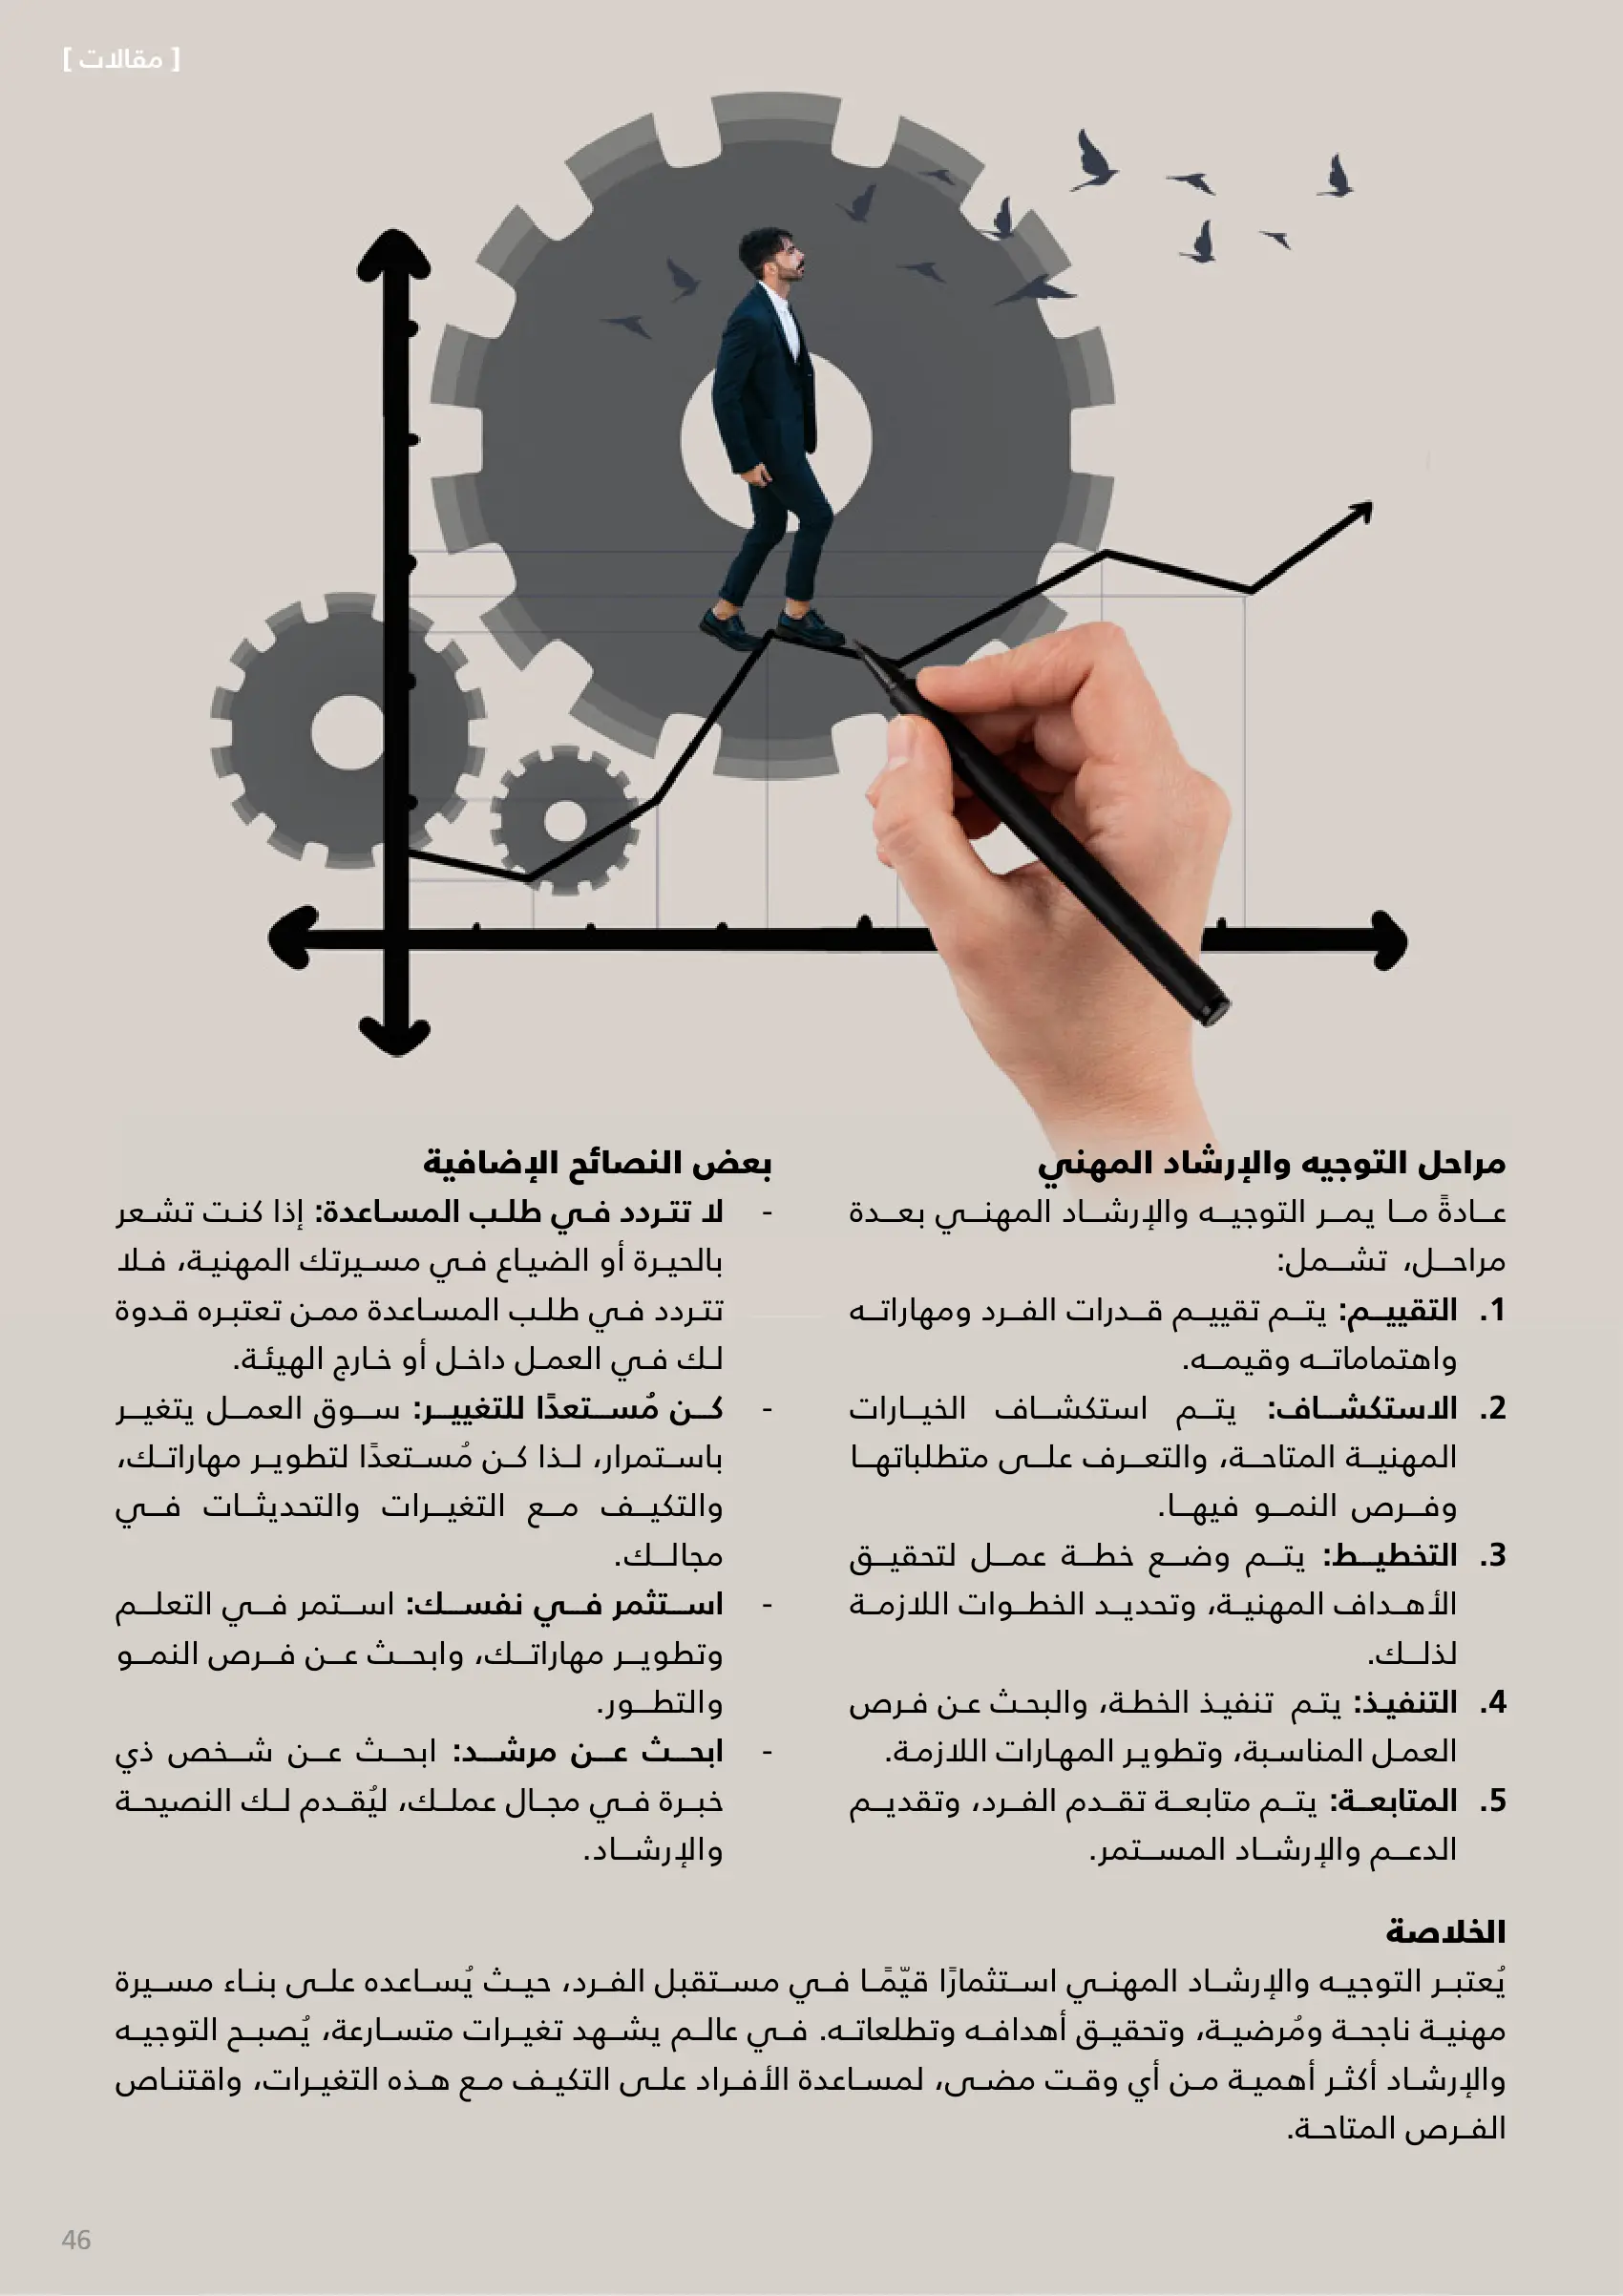 [ مقالات ]
مراحل التوجيه والإرشاد المهني
عادةً ما يمر التوجيه والإرشاد المهني بعدة
مراحل، تشمل:
1. التقييم: يتم تقييم قدرات الفرد ومهاراته
واهتماماته وقيمه.
2. الاستكشاف: يتم استكشاف الخيارات
المهنية المتاحة، والتعرف على متطلباتها
وفرص النمو فيها.
3. التخطيط: يتم وضع خطة عمل لتحقيق
الأهداف المهنية، وتحديد الخطوات اللازمة
لذلك.
4. التنفيذ: يتم تنفيذ الخطة، والبحث عن فرص
العمل المناسبة، وتطوير المهارات اللازمة.
5. المتابعة: يتم متابعة تقدم الفرد، وتقديم
الدعم والإرشاد المستمر.
بعض النصائح الإضافية
- لا تتردد في طلب المساعدة: إذا كنت تشعر
بالحيرة أو الضياع في مسيرتك المهنية، فلا
تتردد في طلب المساعدة ممن تعتبره قدوة
لك في العمل داخل أو خارج الهيئة.
- كن مُستعدًا للتغيير: سوق العمل يتغير
باستمرار، لذا كن مُستعدًا لتطوير مهاراتك،
والتكيف مع التغيرات والتحديثات في
مجالك.
- استثمر في نفسك: استمر في التعلم
وتطوير مهاراتك، وابحث عن فرص النمو
والتطور.
- ابحث عن مرشد: ابحث عن شخص ذي
خبرة في مجال عملك، ليُقدم لك النصيحة
والإرشاد.
الخلاصة
يُعتبر التوجيه والإرشاد المهني استثمارًا قيّمًا في مستقبل الفرد، حيث يُساعده على بناء مسيرة
مهنية ناجحة ومُرضية، وتحقيق أهدافه وتطلعاته. في عالم يشهد تغيرات متسارعة، يُصبح التوجيه
والإرشاد أكثر أهمية من أي وقت مضى، لمساعدة الأفراد على التكيف مع هذه التغيرات، واقتناص
الفرص المتاحة.
46